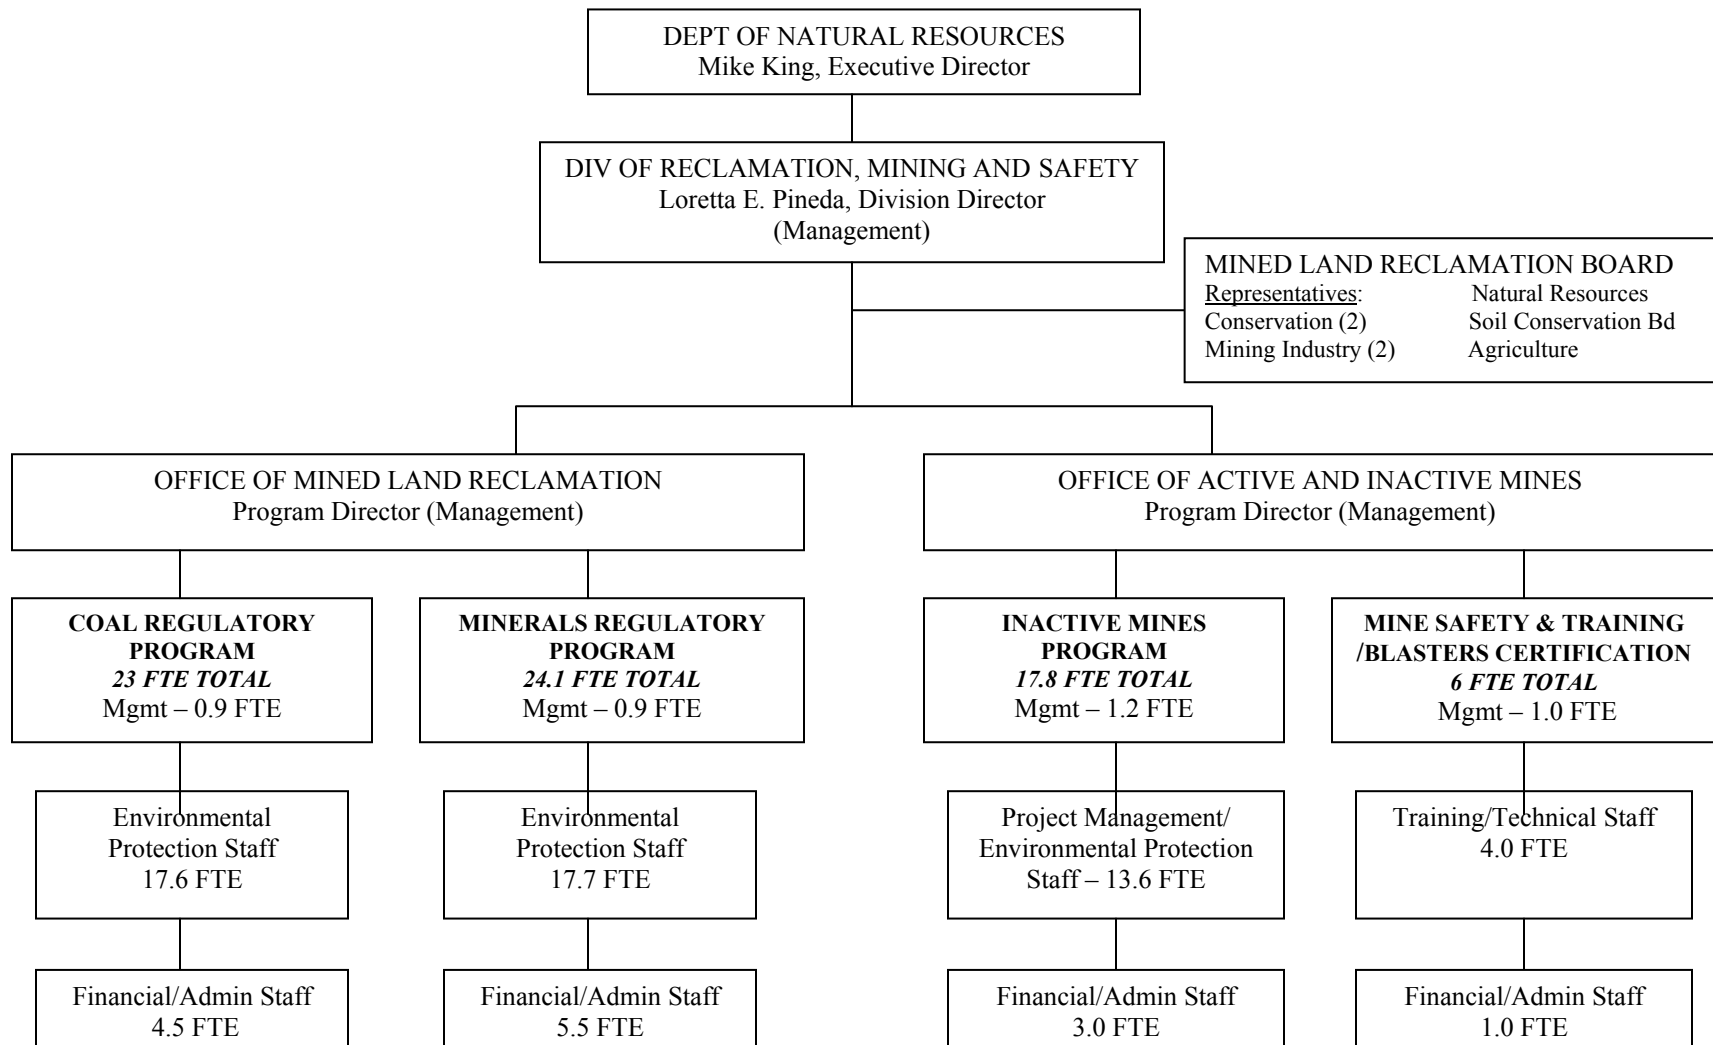 DEPT OF NATURAL RESOURCES
Mike King, Executive Director
DIV OF RECLAMATION, MINING AND SAFETY
Loretta E. Pineda, Division Director
(Management)
MINED LAND RECLAMATION BOARD
Representatives: Natural Resources
Conservation (2) Soil Conservation Bd
Mining Industry (2) Agriculture
OFFICE OF MINED LAND RECLAMATION
Program Director (Management)
OFFICE OF ACTIVE AND INACTIVE MINES
Program Director (Management)
COAL REGULATORY
PROGRAM
23 FTE TOTAL
Mgmt – 0.9 FTE
MINERALS REGULATORY
PROGRAM
24.1 FTE TOTAL
Mgmt – 0.9 FTE
INACTIVE MINES
PROGRAM
17.8 FTE TOTAL
Mgmt – 1.2 FTE
MINE SAFETY & TRAINING
/BLASTERS CERTIFICATION
6 FTE TOTAL
Mgmt – 1.0 FTE
Environmental
Protection Staff
17.6 FTE
Environmental
Protection Staff
17.7 FTE
Project Management/
Environmental Protection
Staff – 13.6 FTE
Training/Technical Staff
4.0 FTE
Financial/Admin Staff
4.5 FTE
Financial/Admin Staff
5.5 FTE
Financial/Admin Staff
3.0 FTE
Financial/Admin Staff
1.0 FTE